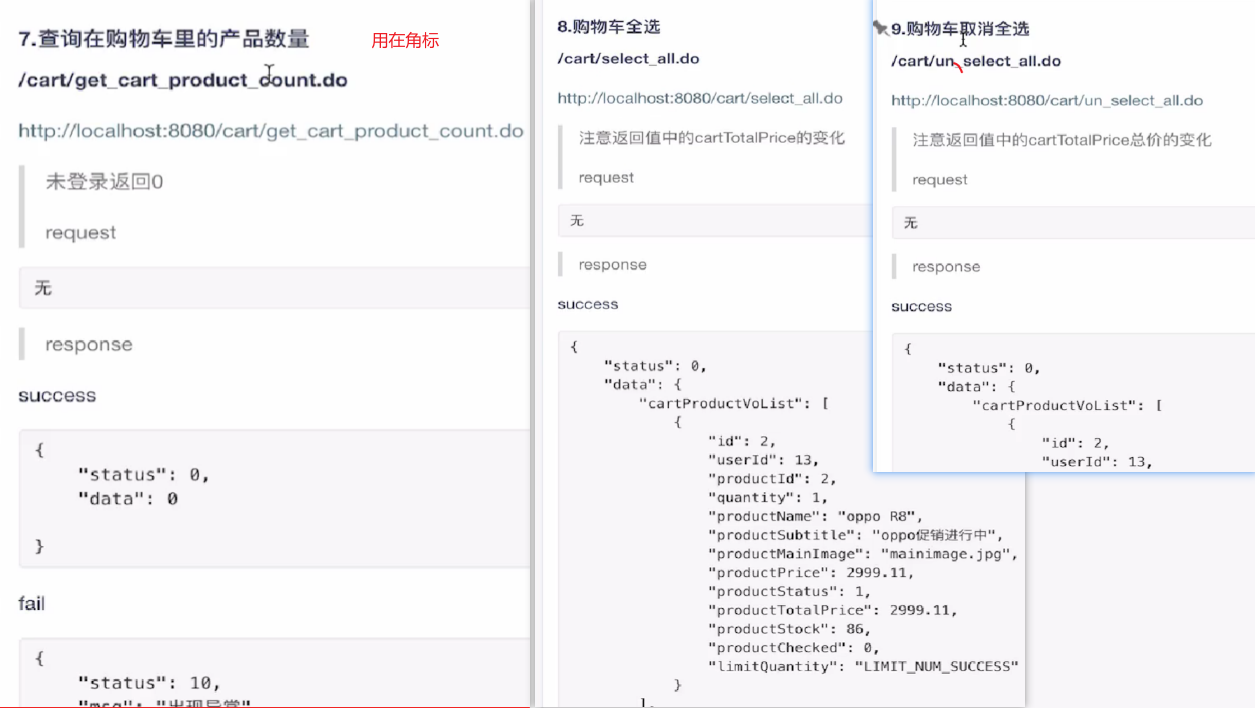 7.查询在购物车里的产品数量
用在角标
/cart/get_cart_product_count.do
http://localhost:8080/cart/get_cart_product_count.do
未登录返回0
request
无
response
success
{
"status": 0,
"data": 0
}
fail
{
"status": 10,
"msg": "出现异常"
8.购物车全选
/cart/select_all.do
http://localhost:8080/cart/select_all.do
注意返回值中的cartTotalPrice的变化
request
无
response
success
{
"status": 0,
"data": {
"cartProductVoList": [
{
"id": 2,
"userId": 13,
"productId": 2,
"quantity": 1,
"productName": "oppo R8",
"productSubtitle": "oppo促销进行中",
"productMainImage": "mainimage.jpg",
"productPrice": 2999.11,
"productStatus": 1,
"productTotalPrice": 2999.11,
"productStock": 86,
"productChecked": 0,
"limitQuantity": "LIMIT_NUM_SUCCESS"
}
],
9.购物车取消全选
/cart/un_select_all.do
http://localhost:8080/cart/un_select_all.do
注意返回值中的cartTotalPrice总价的变化
request
无
response
success
{
"status": 0,
"data": {
"cartProductVoList": [
{
"id": 2,
"userId": 13,